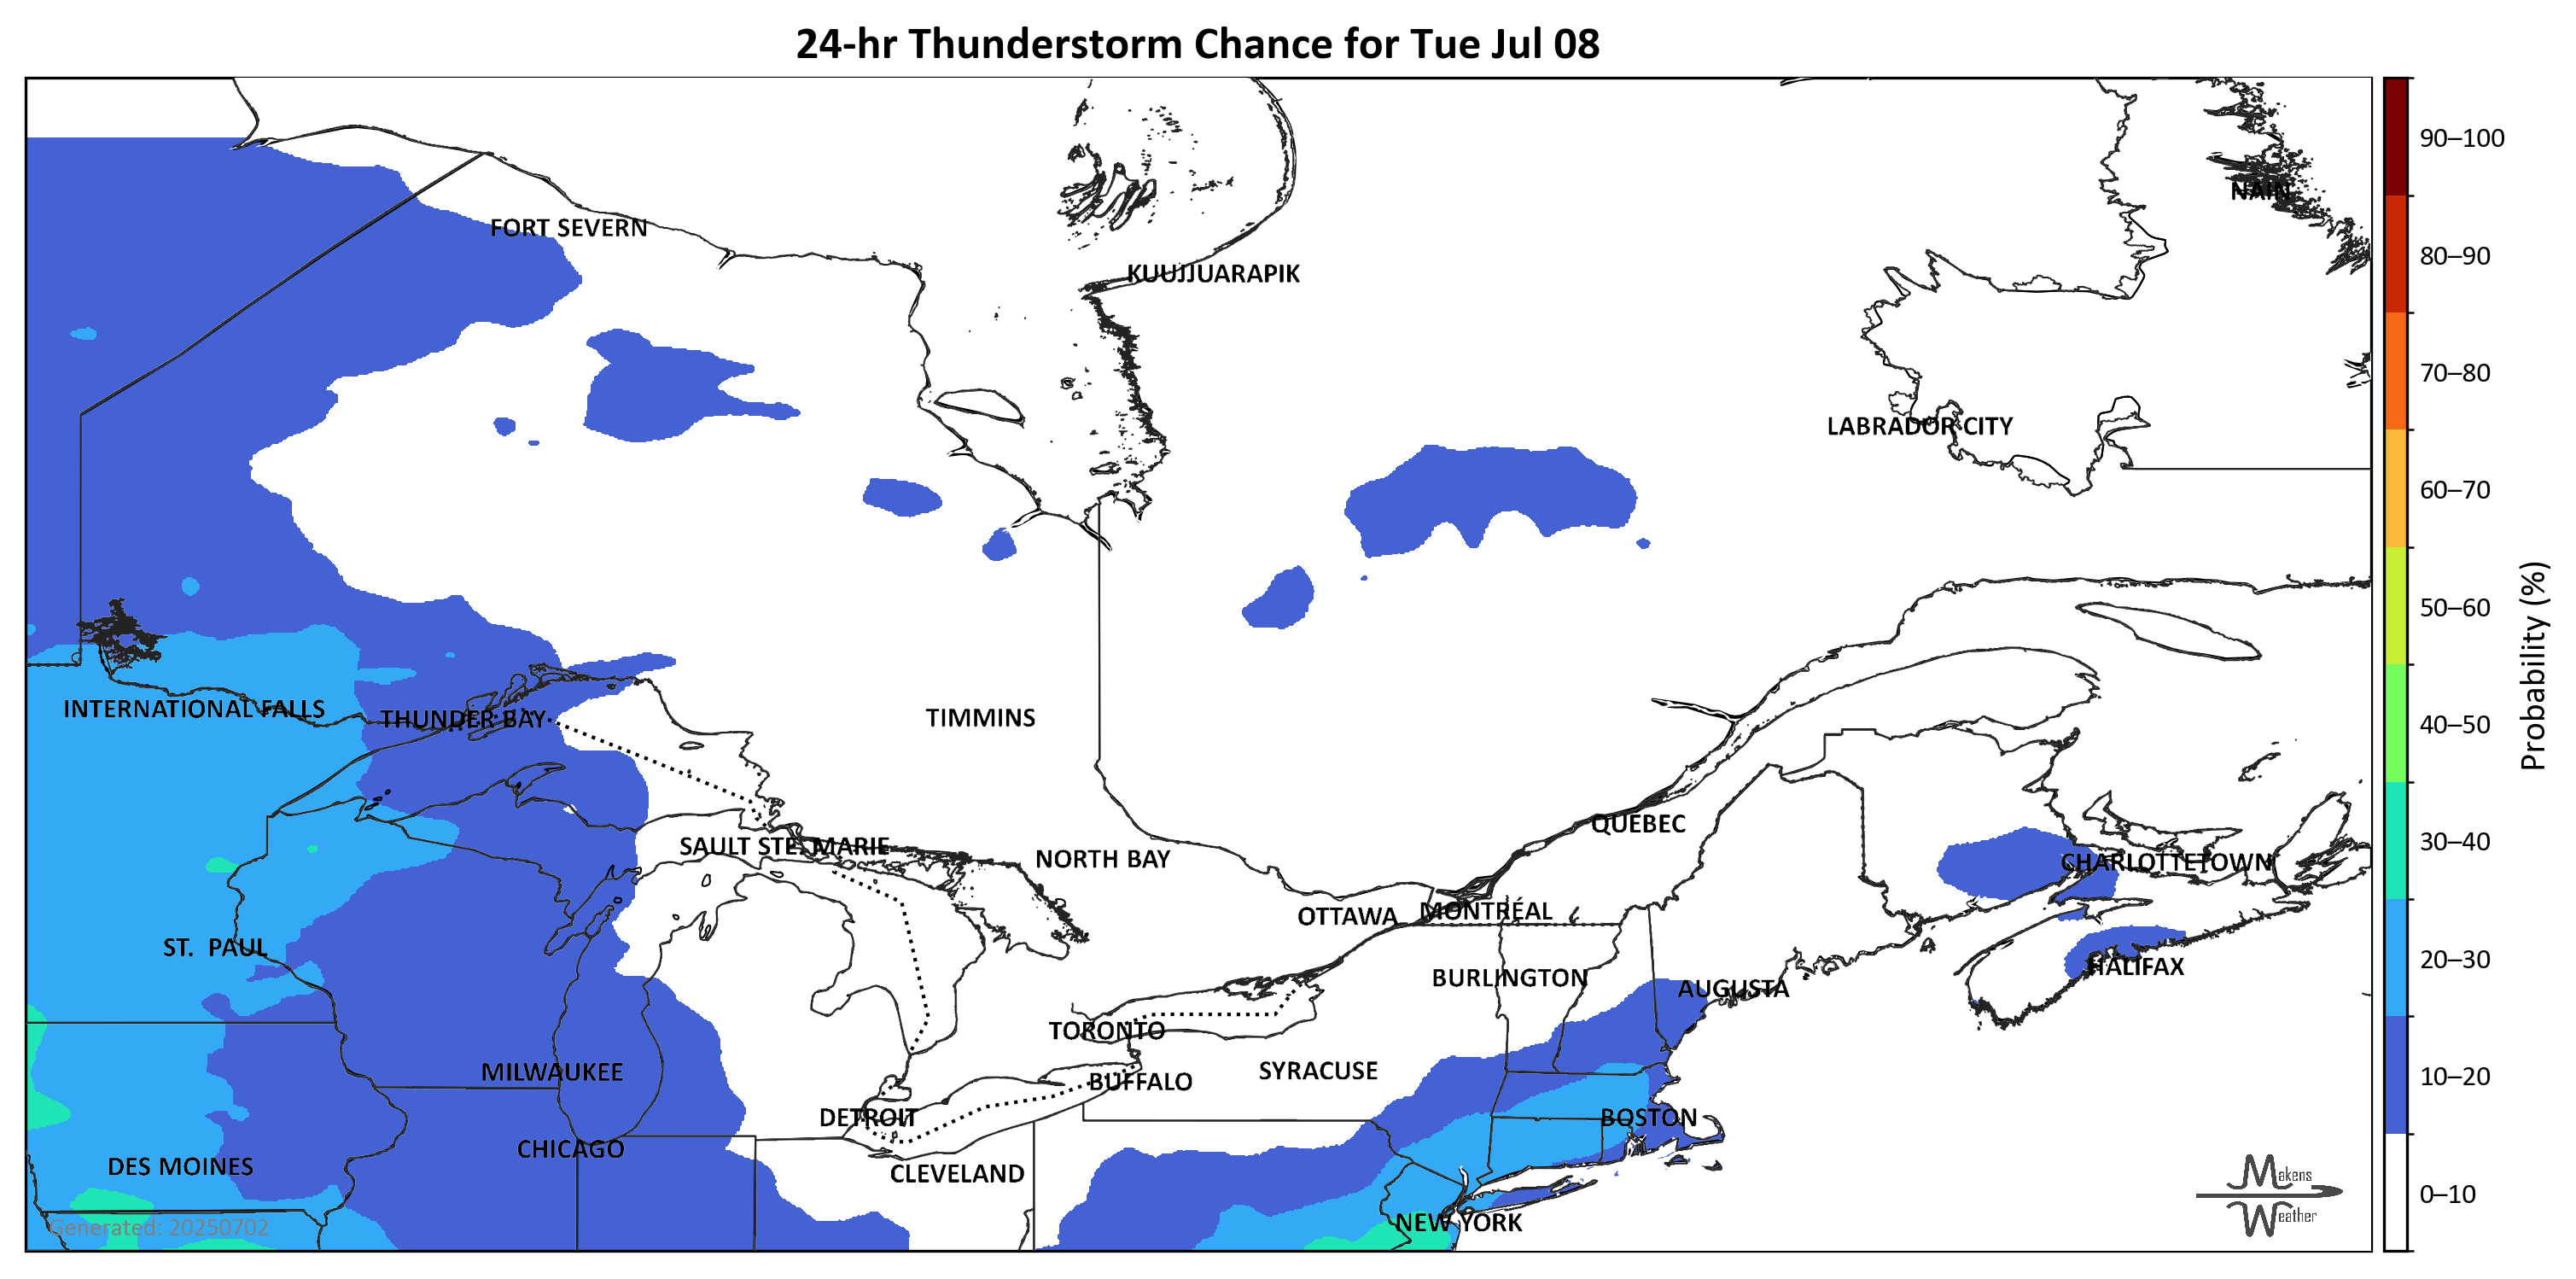 24-hr Thunderstorm Chance for Tue Jul 08
90–100
NAIN
FORT SEVERN
80–90
KUUJJUARAPIK
70–80
LABRADOR CITY
60–70
50–60
Probability (%)
INTERNATIONAL FALLS
THUNDER BAY
TIMMINS
40–50
QUEBEC
SAULT STE. MARIE
30–40
NORTH BAY
CHARLOTTETOWN
OTTAWA
MONTRÉAL
ST. PAUL
20–30
HALIFAX
BURLINGTON
AUGUSTA
TORONTO
MILWAUKEE
SYRACUSE
BUFFALO
10–20
DETROIT
BOSTON
CHICAGO
DES MOINES
CLEVELAND
Makens
0–10
Weather
NEW YORK
Generated: 20250702